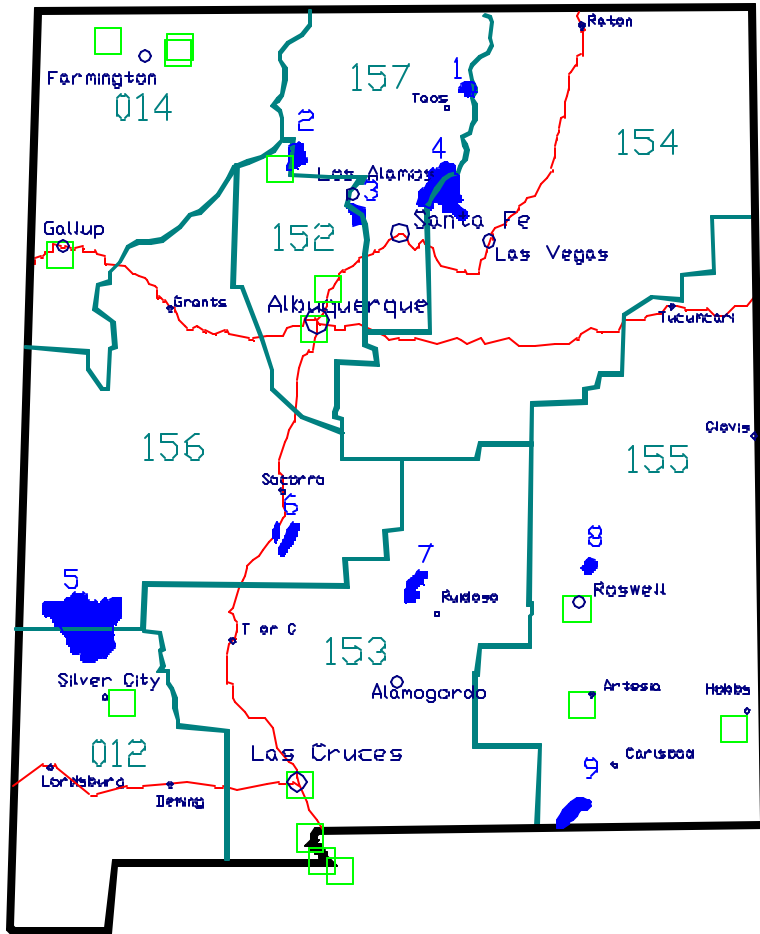 Raton
Farmington
014
157
1
Taos
154
2
4
Los Alamos
3
Gallup
152
Santa Fe
Las Vegas
Grants
Albuquerque
Tucumcari
Clovis
156
155
Socorro
6
7
8
5
Ruidoso
Roswell
T or C
153
Silver City
Alamogordo
Artesia
Hobbs
012
Las Cruces
9
Carlsbad
Lordsburg
Deming